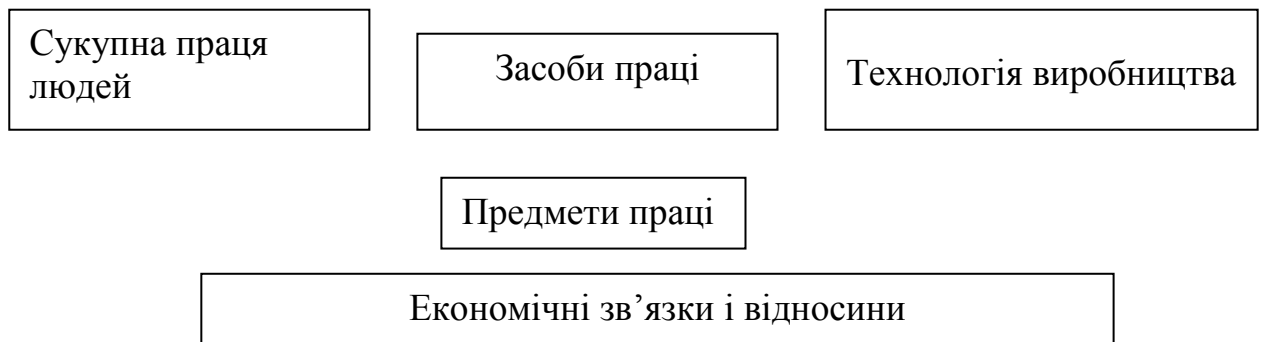 Сукупна праця
людей
Засоби праці
Технологія виробництва
Предмети праці
Економічні зв’язки і відносини